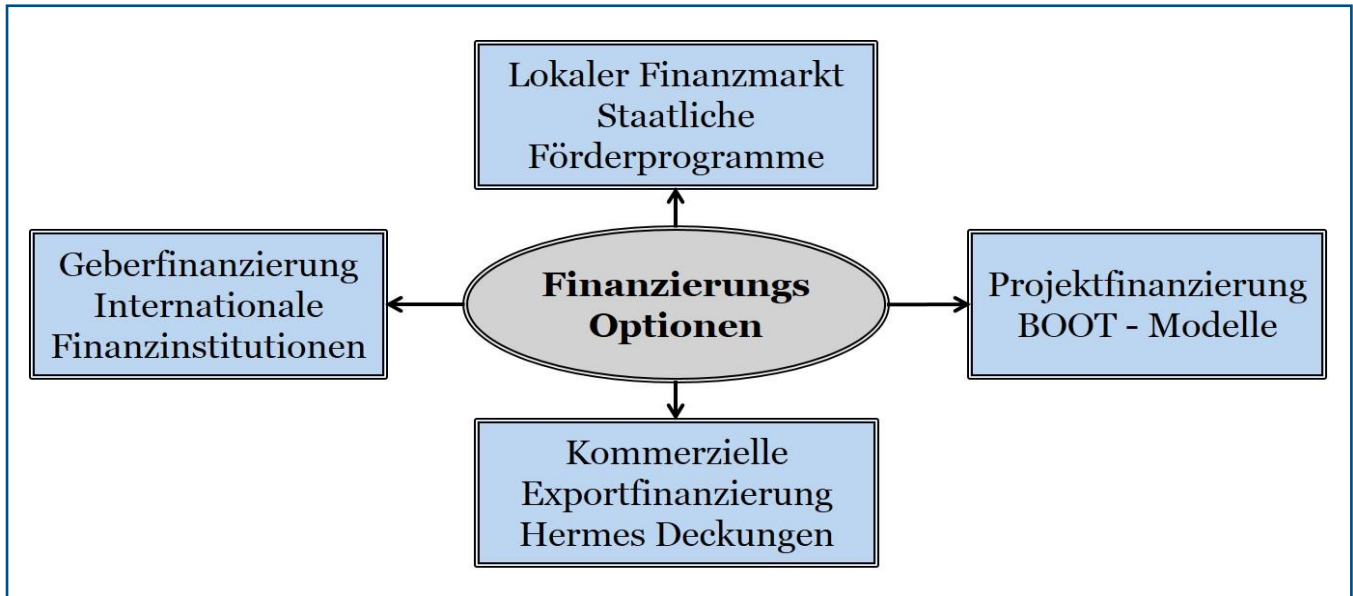 Lokaler Finanzmarkt
Staatliche
Förderprogramme
Geberfinanzierung
Internationale
Finanzinstitutionen
Finanzierungs
Optionen
Projektfinanzierung
BOOT - Modelle
Kommerzielle
Exportfinanzierung
Hermes Deckungen